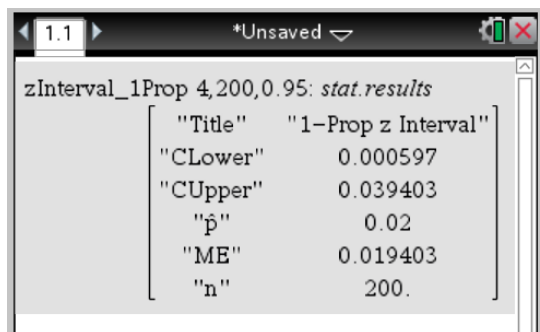 1.1 *Unsaved
zInterval_1Prop 4,200,0.95: stat.results
"Title" "1–Prop z Interval"
"CLower" 0.000597
"CUpper" 0.039403
"p̂" 0.02
"ME" 0.019403
"n" 200.